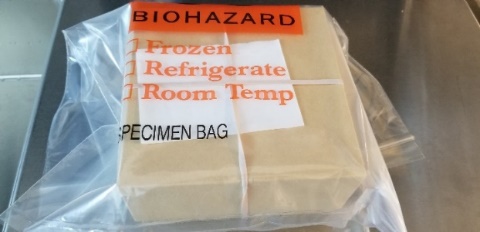 BIOHAZARD
Frozen
Refrigerate
Room Temp
SPECIMEN BAG